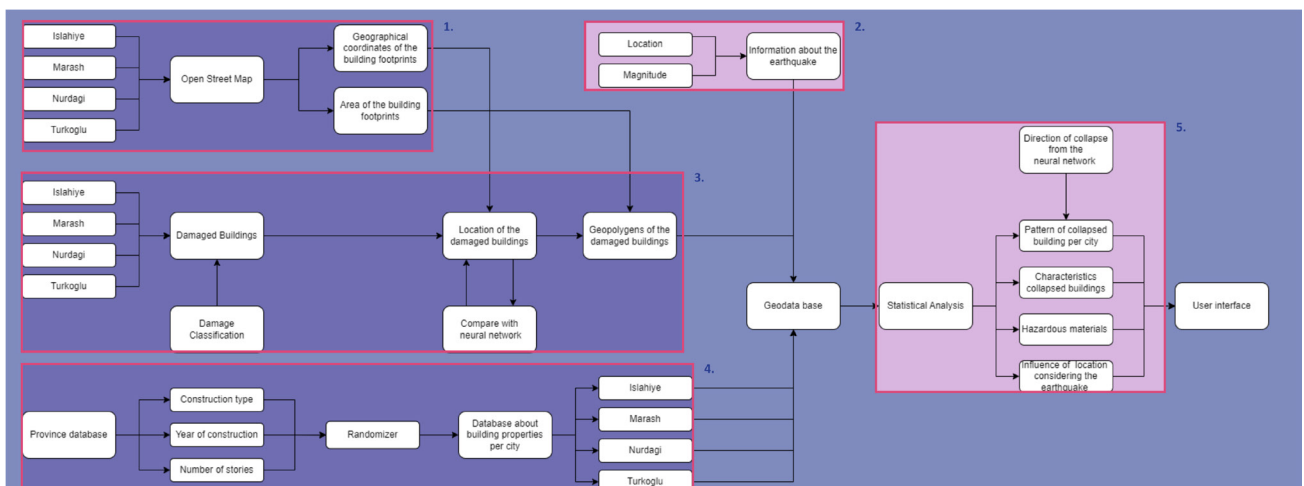 1.
Islahiye
Marash
Nurdagi
Turkoglu
Open Street Map
Geographical
coordinates of the
building footprints
Area of the building
footprints
2.
Location
Magnitude
Information about the
earthquake
3.
Islahiye
Marash
Nurdagi
Turkoglu
Damaged Buildings
Damage
Classification
Location of the
damaged buildings
Compare with
neural network
Geopolygens of the
damaged buildings
4.
Province database
Construction type
Year of construction
Number of stories
Randomizer
Database about
building properties
per city
Islahiye
Marash
Nurdagi
Turkoglu
Geodata base
5.
Statistical Analysis
Direction of collapse
from the
neural network
Pattern of collapsed
building per city
Characteristics
collapsed buildings
Hazardous materials
Influence of location
considering the
earthquake
User interface